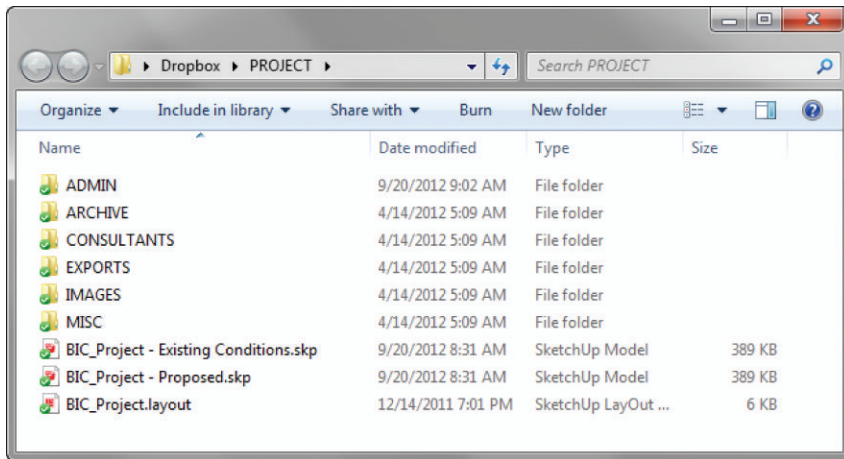 Dropbox PROJECT Search PROJECT
Organize Include in library Share with Burn New folder
Name Date modified Type Size
ADMIN 9/20/2012 9:02 AM File folder
ARCHIVE 4/14/2012 5:09 AM File folder
CONSULTANTS 4/14/2012 5:09 AM File folder
EXPORTS 4/14/2012 5:09 AM File folder
IMAGES 4/14/2012 5:09 AM File folder
MISC 4/14/2012 5:09 AM File folder
BIC_Project - Existing Conditions.skp 9/20/2012 8:31 AM SketchUp Model 389 KB
BIC_Project - Proposed.skp 9/20/2012 8:31 AM SketchUp Model 389 KB
BIC_Project.layout 12/14/2011 7:01 PM SketchUp LayOut ... 6 KB